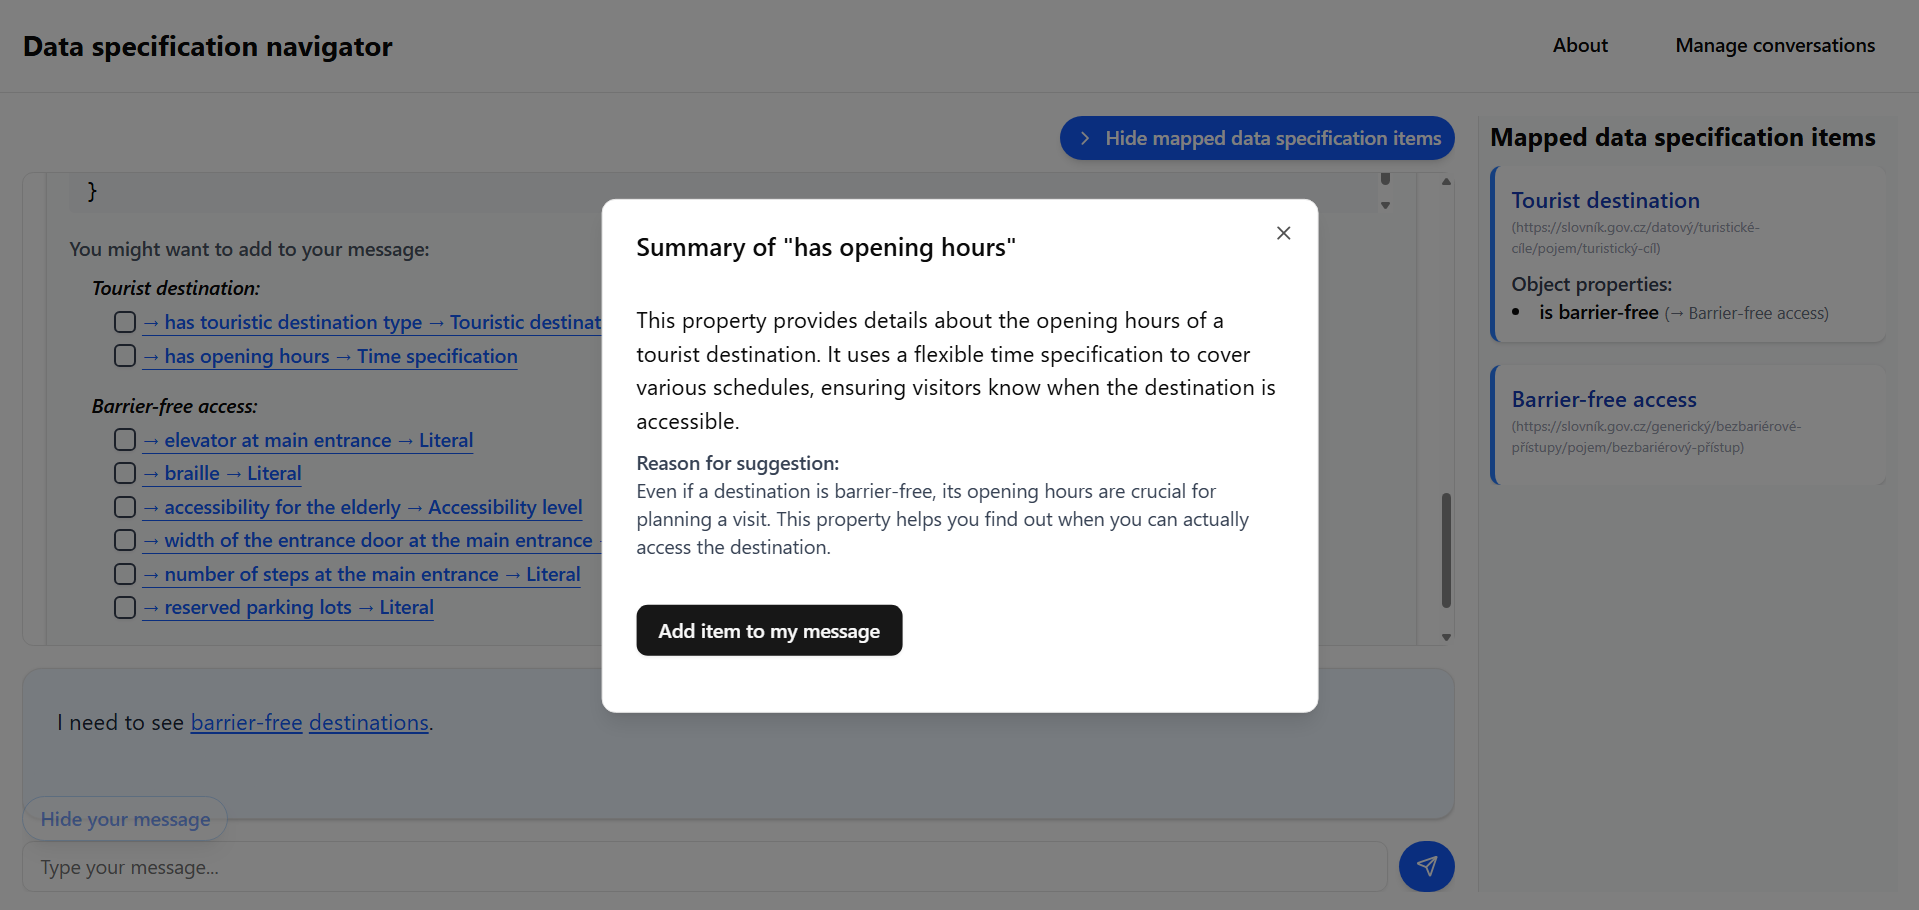 Data specification navigator
About
Manage conversations
Hide mapped data specification items
}
You might want to add to your message:
Tourist destination:
→ has touristic destination type → Touristic destinat
→ has opening hours → Time specification
Barrier-free access:
→ elevator at main entrance → Literal
→ braille → Literal
→ accessibility for the elderly → Accessibility level
→ width of the entrance door at the main entrance
→ number of steps at the main entrance → Literal
→ reserved parking lots → Literal
I need to see barrier-free destinations.
Hide your message
Type your message...
Summary of "has opening hours"
This property provides details about the opening hours of a
tourist destination. It uses a flexible time specification to cover
various schedules, ensuring visitors know when the destination is
accessible.
Reason for suggestion:
Even if a destination is barrier-free, its opening hours are crucial for
planning a visit. This property helps you find out when you can actually
access the destination.
Add item to my message
Mapped data specification items
Tourist destination
(https://slovník.gov.cz/datový/turistické-
cíle/pojem/turistický-cíl)
Object properties:
• is barrier-free (→ Barrier-free access)
Barrier-free access
(https://slovník.gov.cz/generický/bezbariérové-
přístupy/pojem/bezbariérový-přístup)